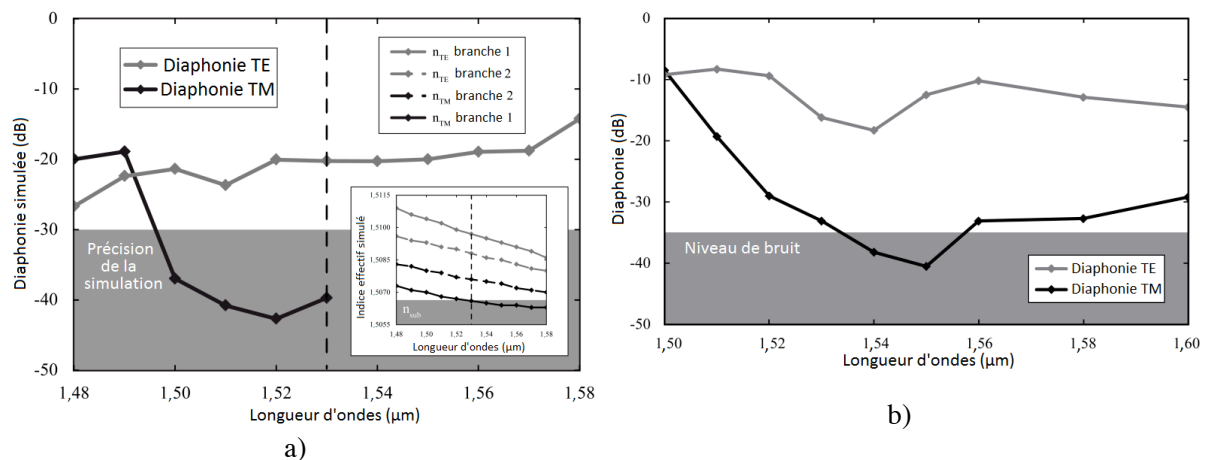 0
-10
-20
-30
-40
-50
Diaphonie simulée (dB)
Diaphonie TE
Diaphonie TM
n_TE branche 1
n_TE branche 2
n_TM branche 2
n_TM branche 1
Précision
de la
simulation
1,5115
1,5100
1,5085
1,5070
1,5055
Indice effectif simulé
n_sub
1,48 1,50 1,52 1,54 1,56 1,58
Longueur d'ondes (µm)
1,48 1,50 1,52 1,54 1,56 1,58
Longueur d'ondes (µm)
a)
0
-10
-20
-30
-40
-50
Diaphonie (dB)
Niveau de bruit
Diaphonie TE
Diaphonie TM
1,50 1,52 1,54 1,56 1,58 1,60
Longueur d'ondes (µm)
b)